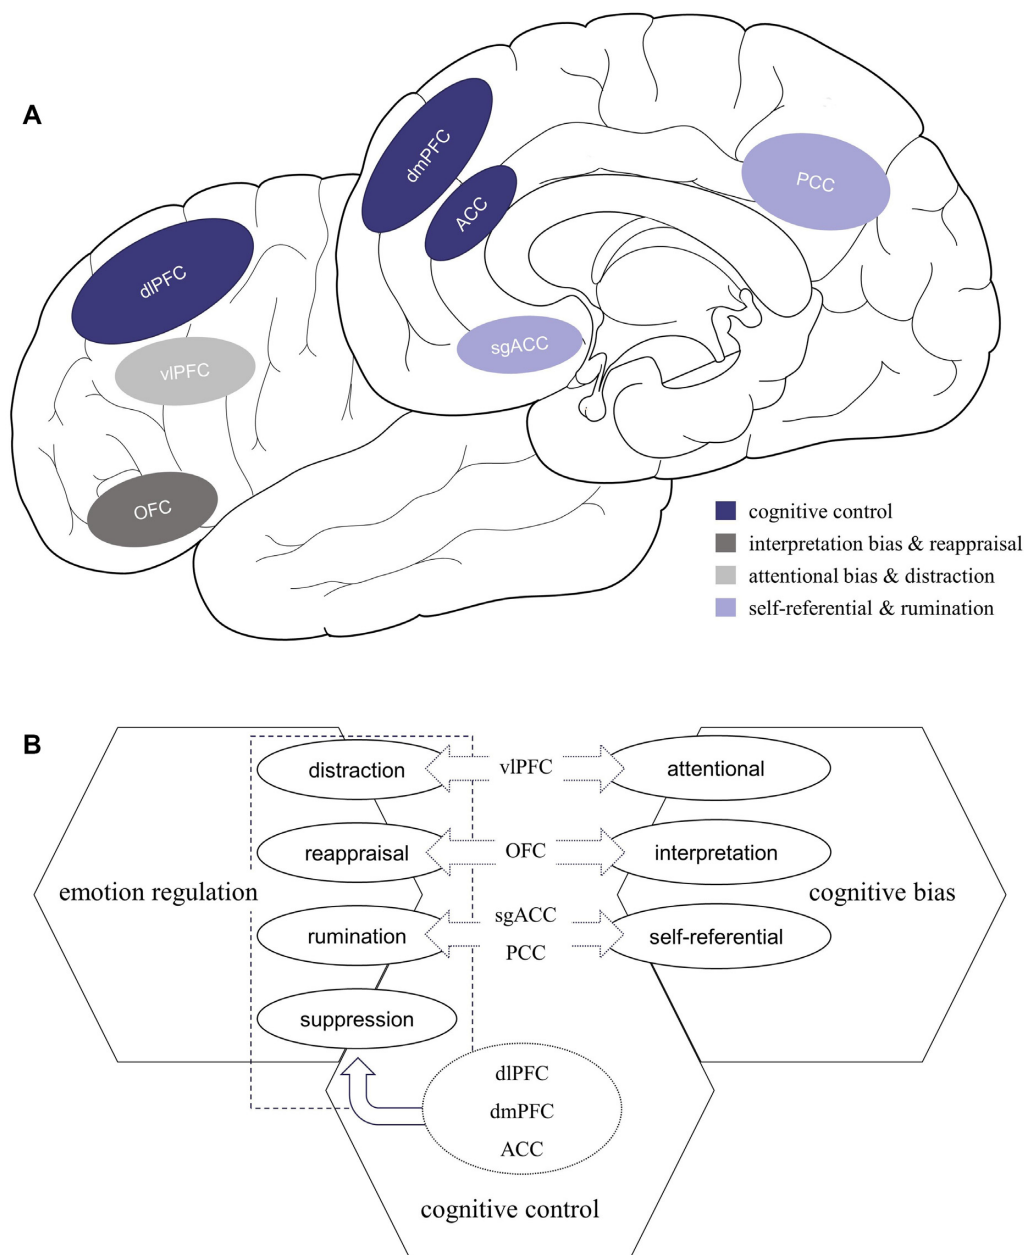 A
dmPFC
ACC
PCC
dlPFC
sgACC
vlPFC
OFC
cognitive control
interpretation bias & reappraisal
attentional bias & distraction
self-referential & rumination
B
distraction
vlPFC
attentional
reappraisal
OFC
interpretation
emotion regulation
cognitive bias
sgACC
rumination
self-referential
PCC
suppression
dlPFC
dmPFC
ACC
cognitive control